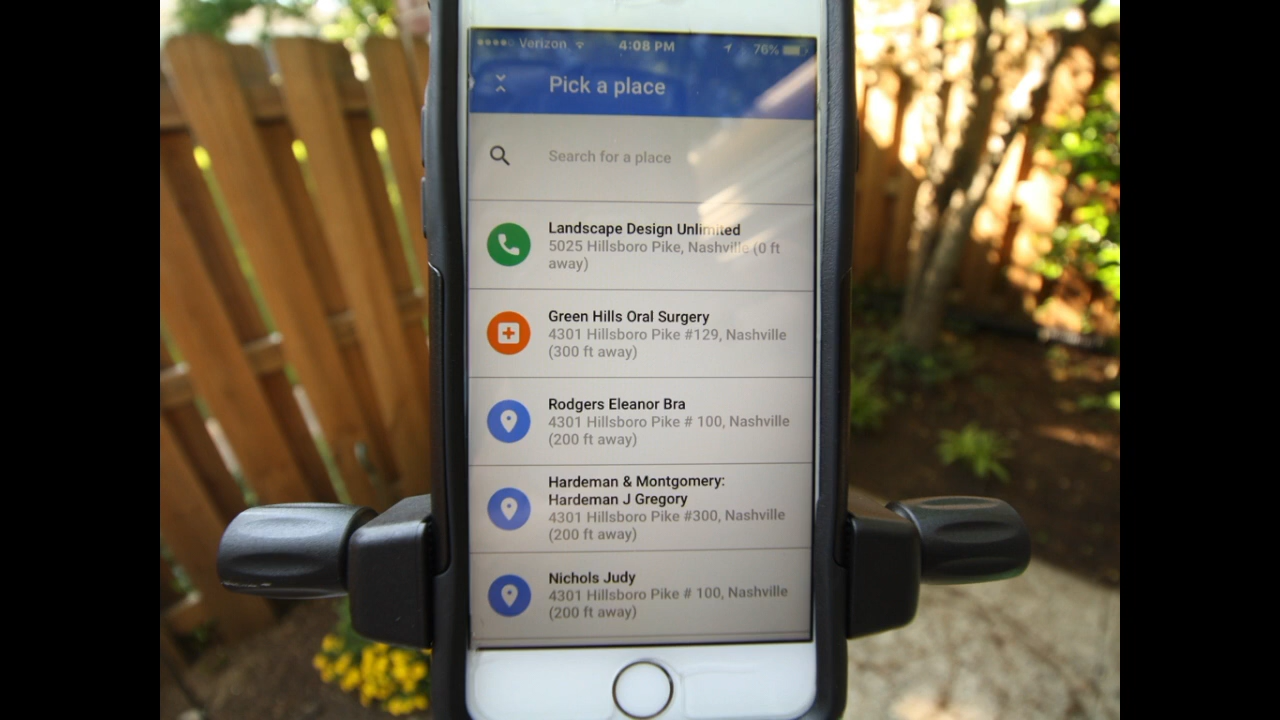 Verizon 4:08 PM 76%
Pick a place
Search for a place
Landscape Design Unlimited
5025 Hillsboro Pike, Nashville (0 ft
away)
Green Hills Oral Surgery
4301 Hillsboro Pike #129, Nashville
(300 ft away)
Rodgers Eleanor Bra
4301 Hillsboro Pike # 100, Nashville
(200 ft away)
Hardeman & Montgomery:
Hardeman J Gregory
4301 Hillsboro Pike #300, Nashville
(200 ft away)
Nichols Judy
4301 Hillsboro Pike # 100, Nashville
(200 ft away)